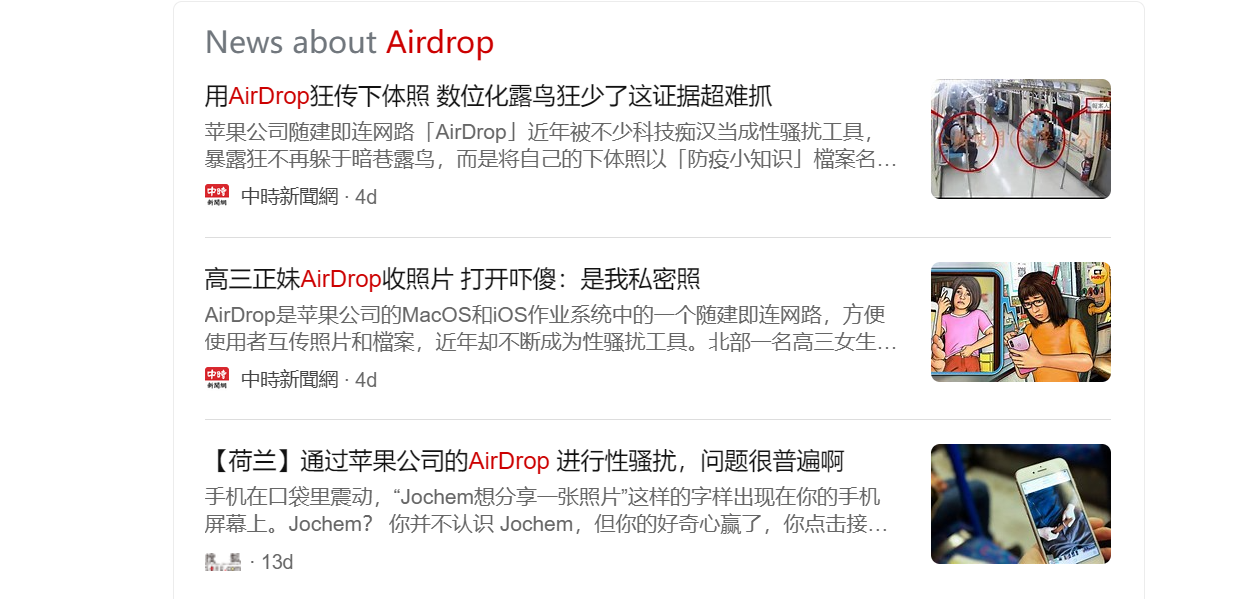 News about Airdrop
用AirDrop狂传下体照 数位化露鸟狂少了这证据超难抓
苹果公司随建即连网路「AirDrop」近年被不少科技痴汉当成性骚扰工具，
暴露狂不再躲于暗巷露鸟，而是将自己的下体照以「防疫小知识」檔案名…
中時新聞網 · 4d
高三正妹AirDrop收照片 打开吓傻：是我私密照
AirDrop是苹果公司的MacOS和iOS作业系统中的一个随建即连网路，方便
使用者互传照片和檔案，近年却不断成为性骚扰工具。北部一名高三女生…
中時新聞網 · 4d
【荷兰】通过苹果公司的AirDrop 进行性骚扰，问题很普遍啊
手机在口袋里震动，“Jochem想分享一张照片”这样的字样出现在你的手机
屏幕上。Jochem？ 你并不认识 Jochem，但你的好奇心赢了，你点击接…
· 13d